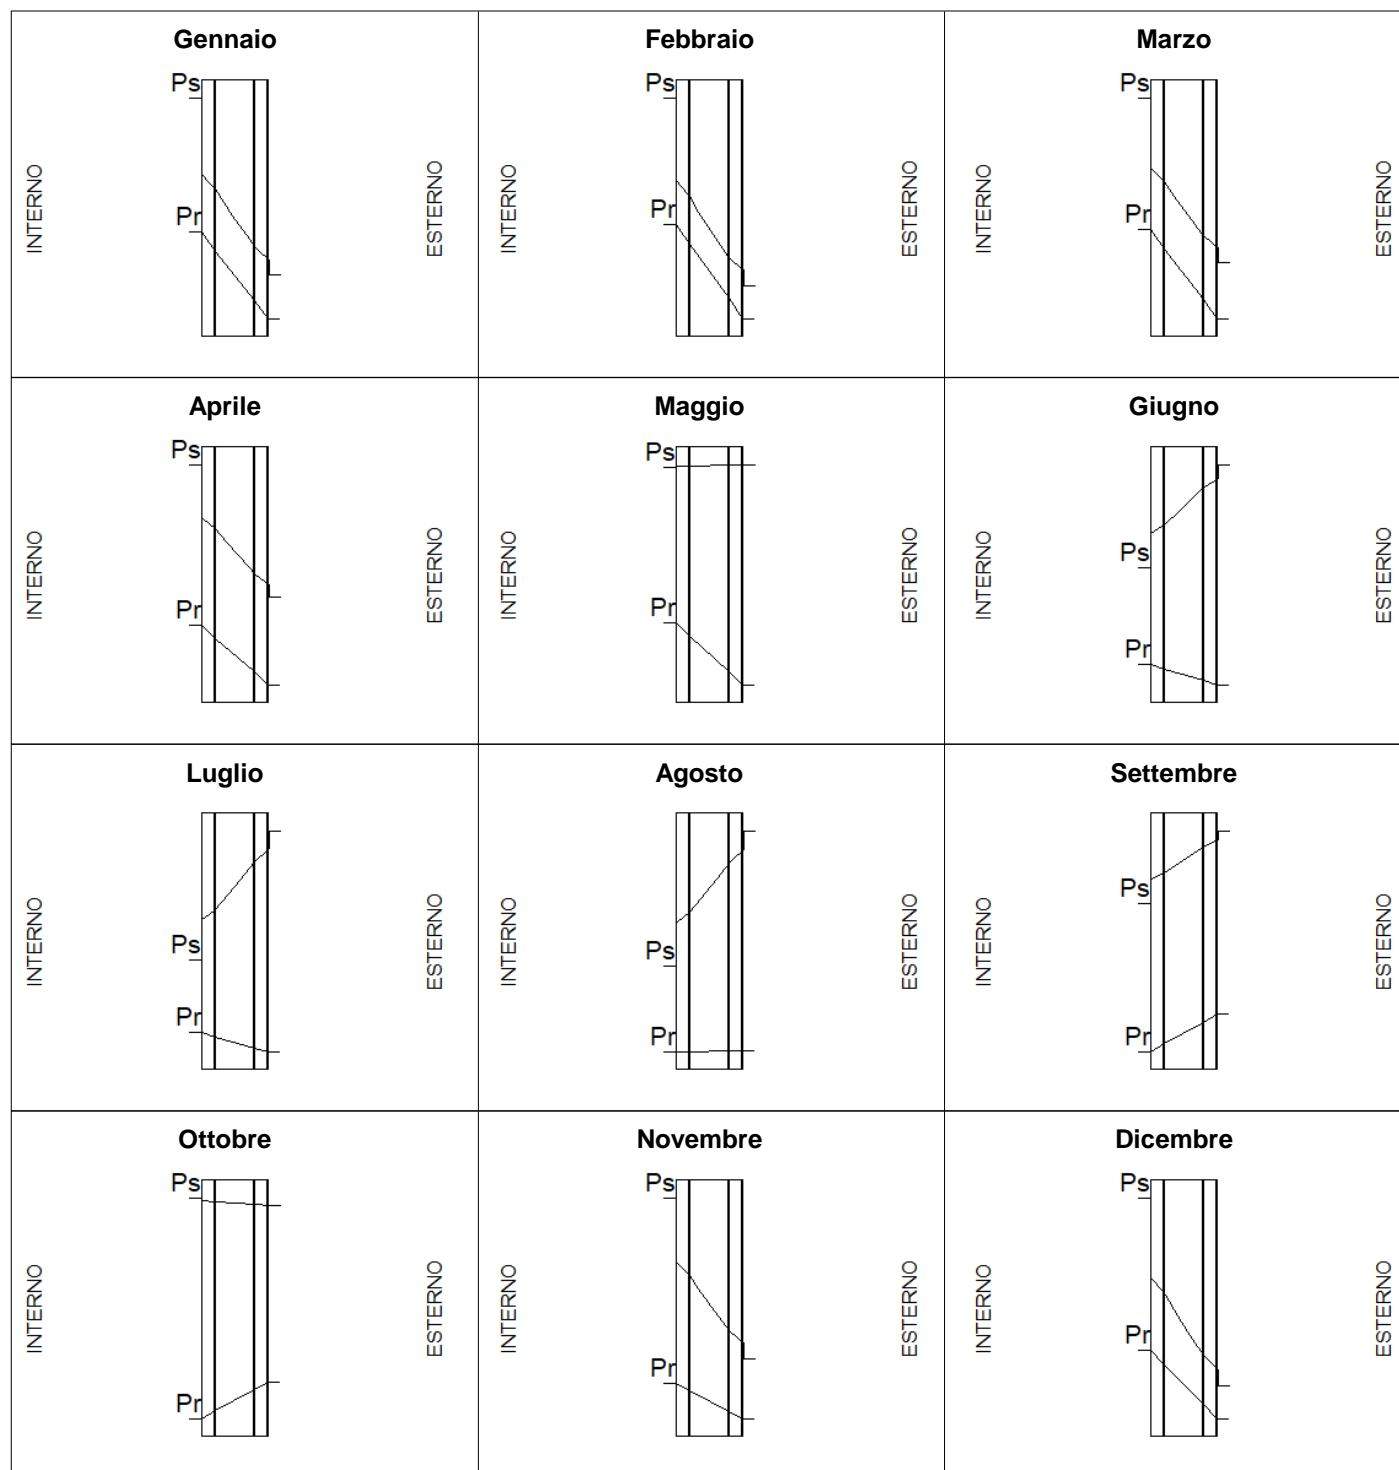 Gennaio
Ps
Pr
INTERNO
ESTERNO
Febbraio
Ps
Pr
INTERNO
ESTERNO
Marzo
Ps
Pr
INTERNO
ESTERNO
Aprile
Ps
Pr
INTERNO
ESTERNO
Maggio
Ps
Pr
INTERNO
ESTERNO
Giugno
Ps
Pr
INTERNO
ESTERNO
Luglio
Ps
Pr
INTERNO
ESTERNO
Agosto
Ps
Pr
INTERNO
ESTERNO
Settembre
Ps
Pr
INTERNO
ESTERNO
Ottobre
Ps
Pr
INTERNO
ESTERNO
Novembre
Ps
Pr
INTERNO
ESTERNO
Dicembre
Ps
Pr
INTERNO
ESTERNO